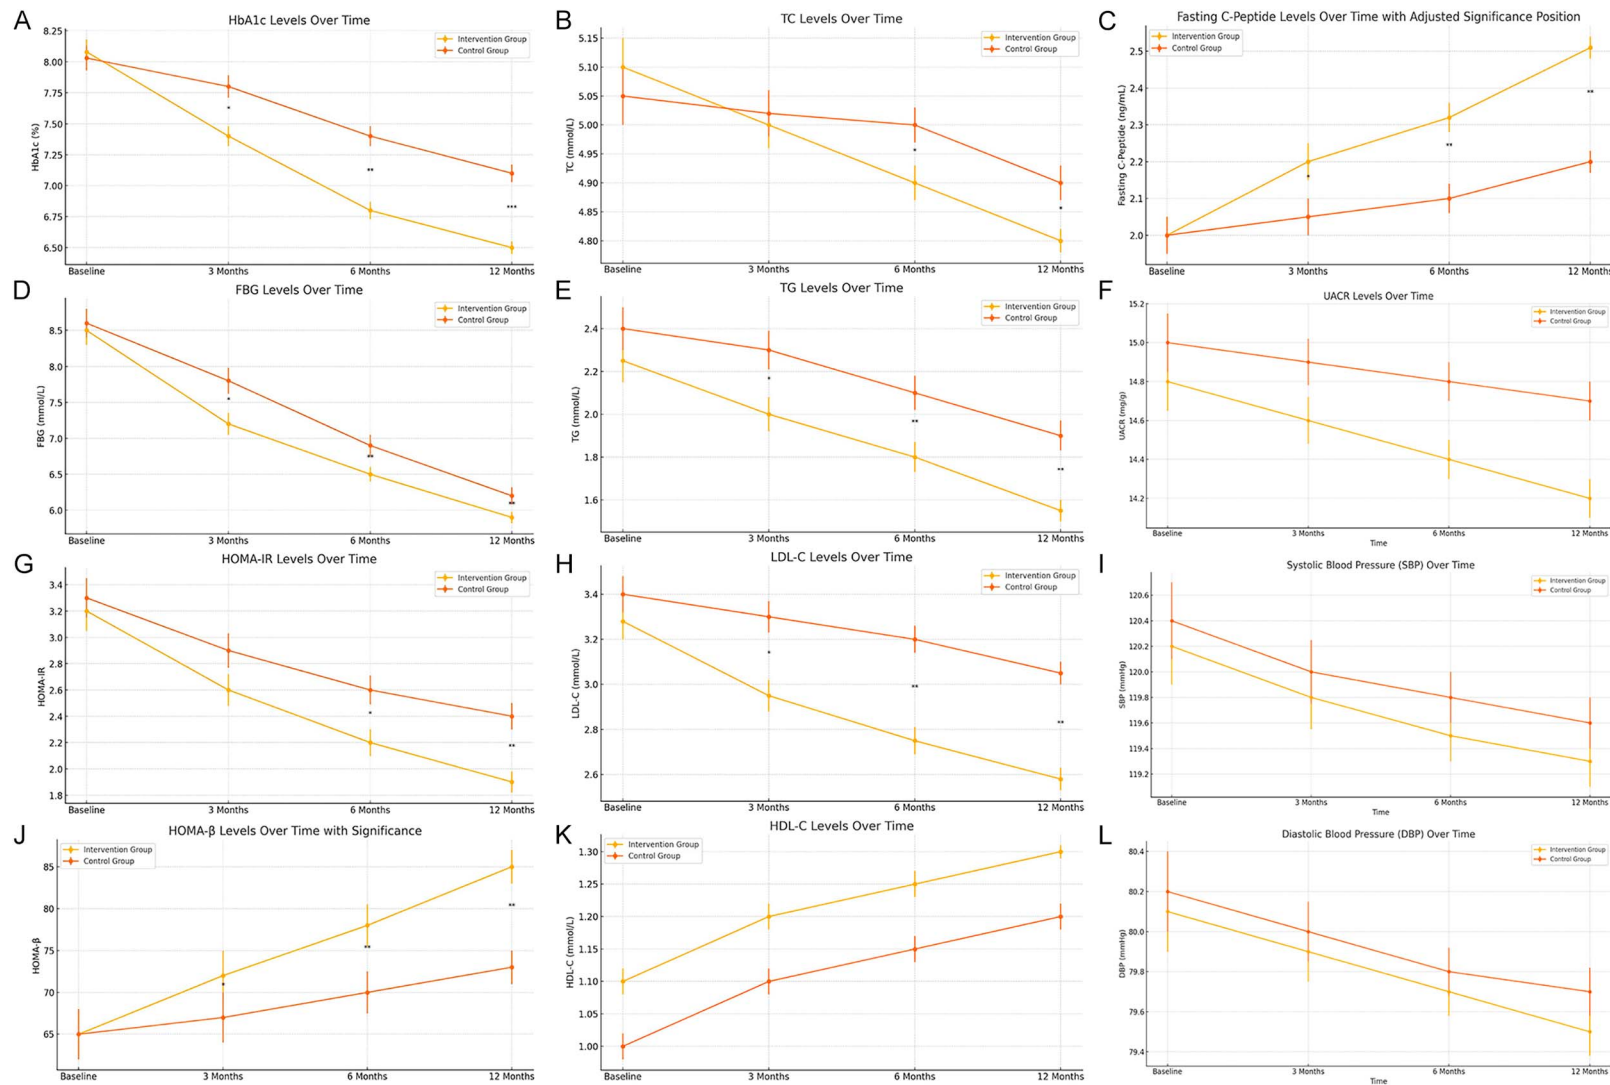 A
HbA1c Levels Over Time
Intervention Group
Control Group
HbA1c (%)
8.25
8.00
7.75
7.50
7.25
7.00
6.75
6.50
*
**
***
Baseline
3 Months
6 Months
12 Months
B
TC Levels Over Time
Intervention Group
Control Group
TC (mmol/L)
5.15
5.10
5.05
5.00
4.95
4.90
4.85
4.80
*
*
Baseline
3 Months
6 Months
12 Months
C
Fasting C-Peptide Levels Over Time with Adjusted Significance Position
Intervention Group
Control Group
Fasting C-Peptide (ng/mL)
2.5
2.4
2.3
2.2
2.1
2.0
*
**
**
Baseline
3 Months
6 Months
12 Months
D
FBG Levels Over Time
Intervention Group
Control Group
FBG (mmol/L)
8.5
8.0
7.5
7.0
6.5
6.0
*
**
**
Baseline
3 Months
6 Months
12 Months
E
TG Levels Over Time
Intervention Group
Control Group
TG (mmol/L)
2.4
2.2
2.0
1.8
1.6
*
**
**
Baseline
3 Months
6 Months
12 Months
F
UACR Levels Over Time
Intervention Group
Control Group
UACR (mg/g)
15.2
15.0
14.8
14.6
14.4
14.2
Baseline
3 Months
6 Months
12 Months
Time
G
HOMA-IR Levels Over Time
Intervention Group
Control Group
HOMA-IR
3.4
3.2
3.0
2.8
2.6
2.4
2.2
2.0
1.8
*
**
Baseline
3 Months
6 Months
12 Months
H
LDL-C Levels Over Time
Intervention Group
Control Group
LDL-C (mmol/L)
3.4
3.2
3.0
2.8
2.6
*
**
**
Baseline
3 Months
6 Months
12 Months
I
Systolic Blood Pressure (SBP) Over Time
Intervention Group
Control Group
SBP (mmHg)
120.6
120.4
120.2
120.0
119.8
119.6
119.4
119.2
Baseline
3 Months
6 Months
12 Months
Time
J
HOMA-β Levels Over Time with Significance
Intervention Group
Control Group
HOMA-β
85
80
75
70
65
*
**
**
Baseline
3 Months
6 Months
12 Months
K
HDL-C Levels Over Time
Intervention Group
Control Group
HDL-C (mmol/L)
1.30
1.25
1.20
1.15
1.10
1.05
1.00
Baseline
3 Months
6 Months
12 Months
L
Diastolic Blood Pressure (DBP) Over Time
Intervention Group
Control Group
DBP (mmHg)
80.4
80.2
80.0
79.8
79.6
79.4
Baseline
3 Months
6 Months
12 Months
Time